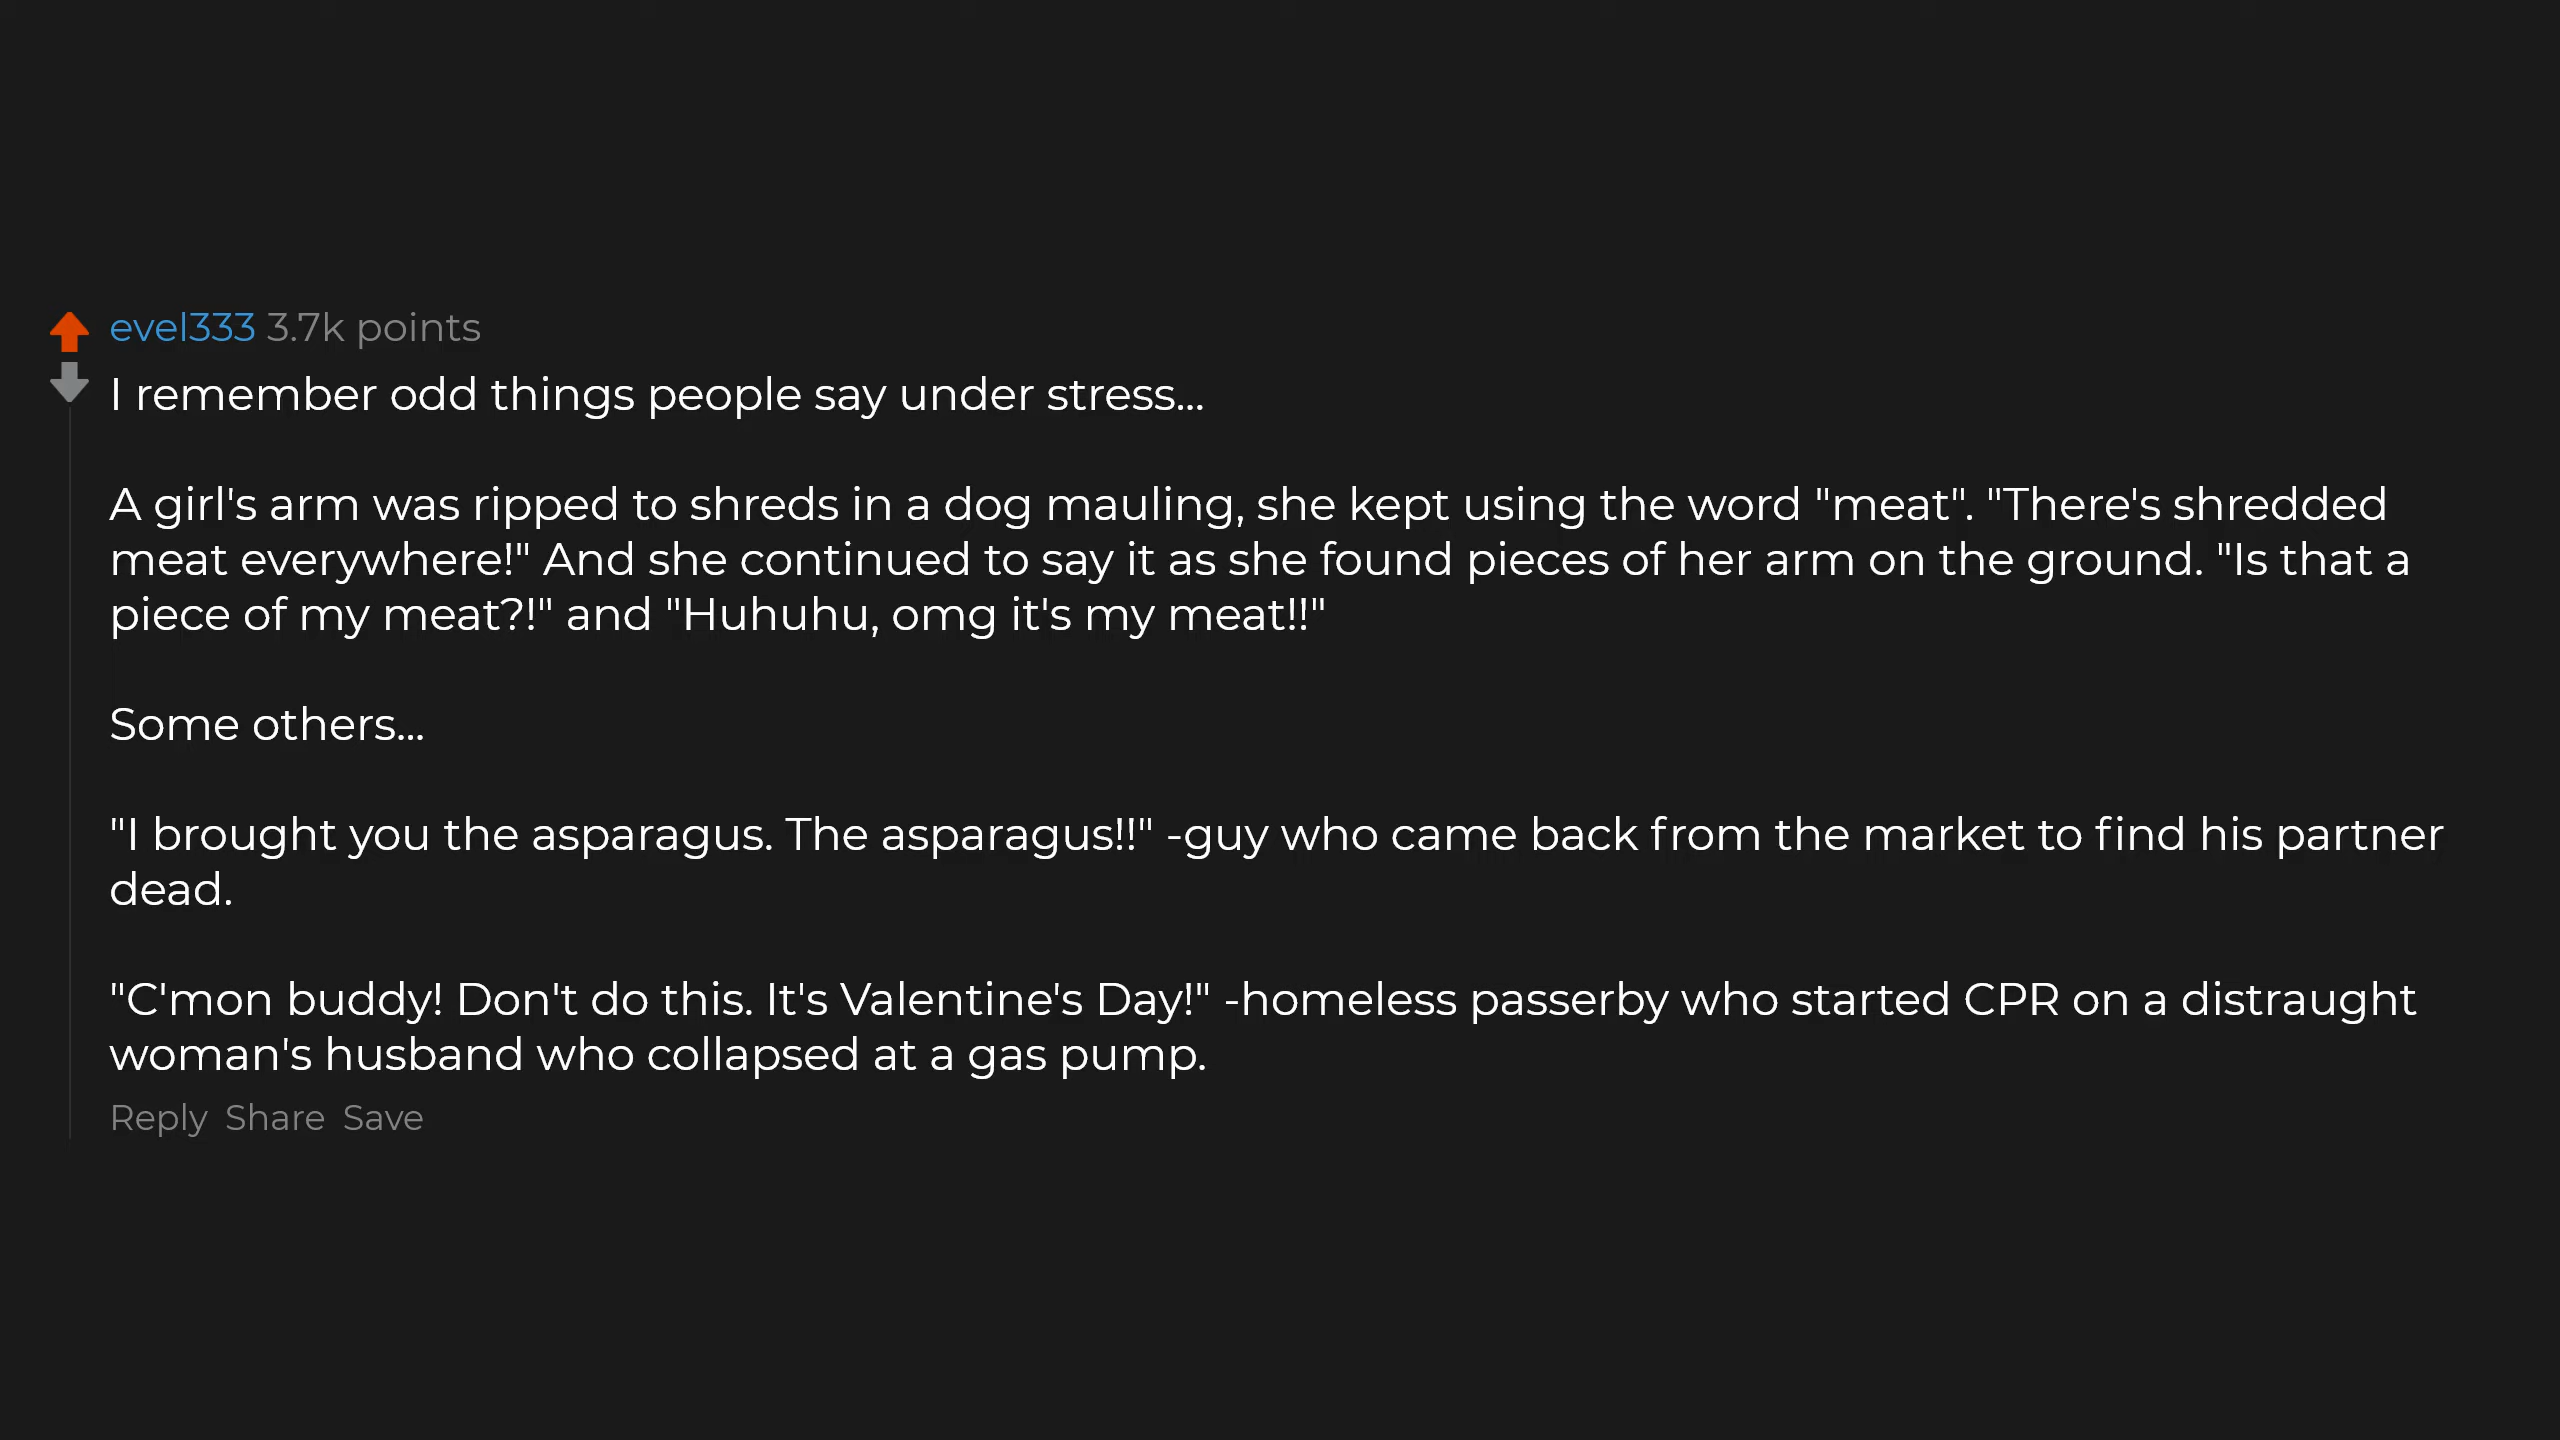 evel333 3.7k points
I remember odd things people say under stress...
A girl's arm was ripped to shreds in a dog mauling, she kept using the word "meat". "There's shredded
meat everywhere!" And she continued to say it as she found pieces of her arm on the ground. "Is that a
piece of my meat?!" and "Huhuhu, omg it's my meat!!"
Some others...
"I brought you the asparagus. The asparagus!!" -guy who came back from the market to find his partner
dead.
"C'mon buddy! Don't do this. It's Valentine's Day!" -homeless passerby who started CPR on a distraught
woman's husband who collapsed at a gas pump.
Reply Share Save